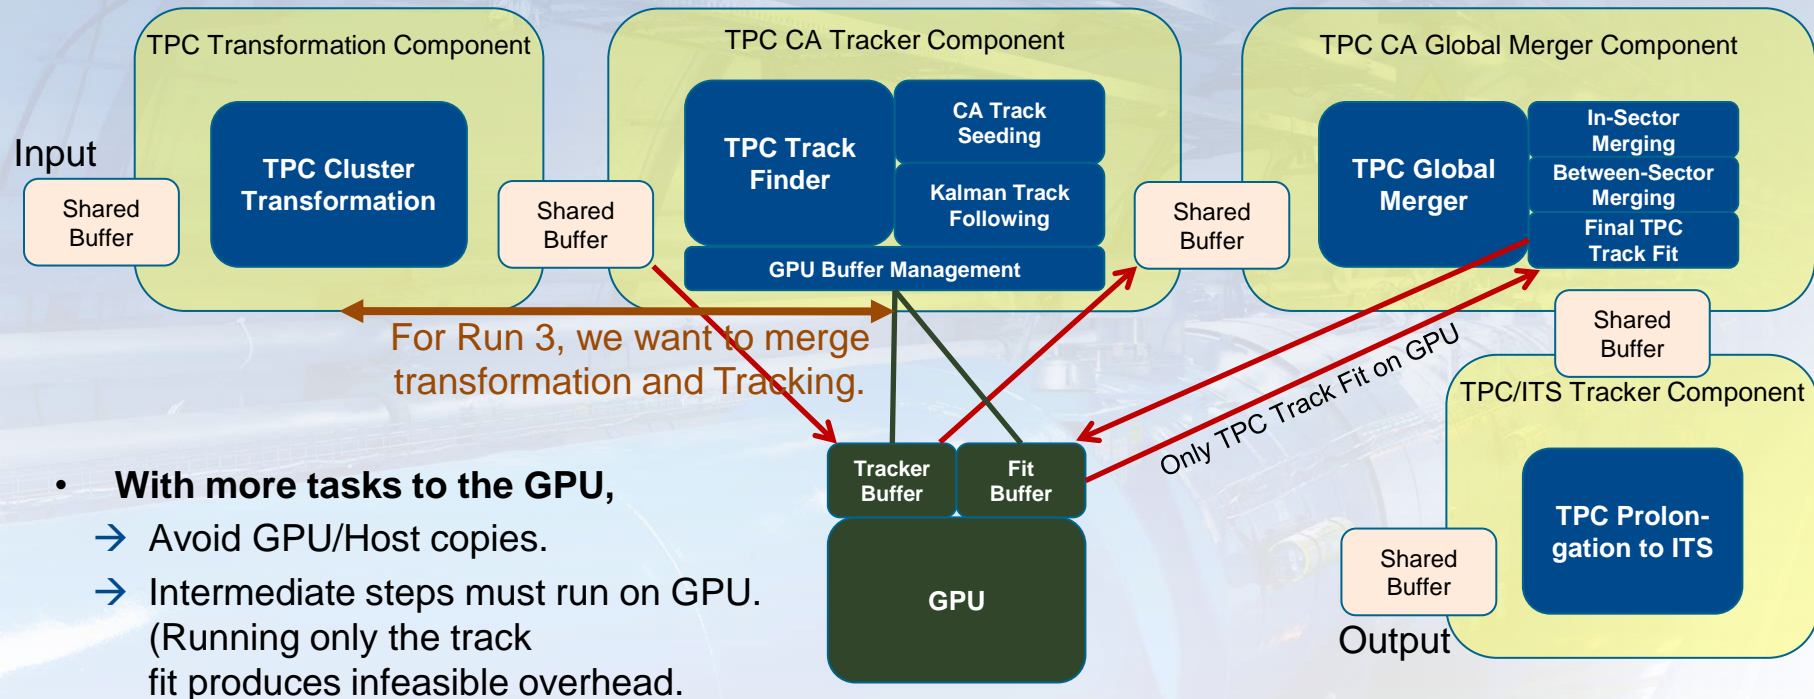 TPC Transformation Component
Input
Shared
Buffer
TPC Cluster
Transformation
Shared
Buffer
TPC CA Tracker Component
TPC Track
Finder
CA Track
Seeding
Kalman Track
Following
GPU Buffer Management
Shared
Buffer
TPC CA Global Merger Component
TPC Global
Merger
In-Sector
Merging
Between-Sector
Merging
Final TPC
Track Fit
Shared
Buffer
For Run 3, we want to merge
transformation and Tracking.
Only TPC Track Fit on GPU
TPC/ITS Tracker Component
TPC Prolon-
gation to ITS
Shared
Buffer
Output
Tracker
Buffer
Fit
Buffer
GPU
• With more tasks to the GPU,
→ Avoid GPU/Host copies.
→ Intermediate steps must run on GPU.
(Running only the track
fit produces infeasible overhead.